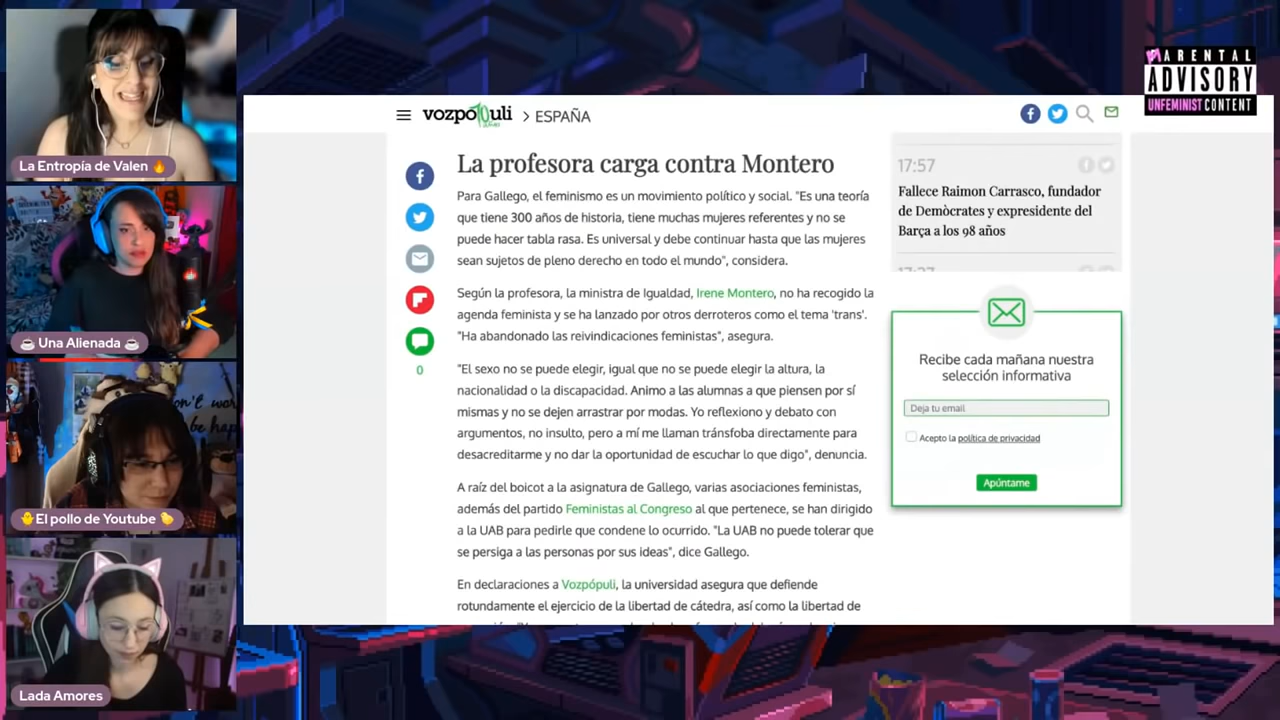 La Entropía de Valen 🔥
☕ Una Alienada ☕
🐥El pollo de Youtube 🐤
Lada Amores
vozpópuli > ESPAÑA
La profesora carga contra Montero
Para Gallego, el feminismo es un movimiento político y social. "Es una teoría
que tiene 300 años de historia, tiene muchas mujeres referentes y no se
puede hacer tabla rasa. Es universal y debe continuar hasta que las mujeres
sean sujetos de pleno derecho en todo el mundo", considera.
Según la profesora, la ministra de Igualdad, Irene Montero, no ha recogido la
agenda feminista y se ha lanzado por otros derroteros como el tema 'trans'.
"Ha abandonado las reivindicaciones feministas", asegura.
"El sexo no se puede elegir, igual que no se puede elegir la altura, la
nacionalidad o la discapacidad. Animo a las alumnas a que piensen por sí
mismas y no se dejen arrastrar por modas. Yo reflexiono y debato con
argumentos, no insulto, pero a mí me llaman tránsfoba directamente para
desacreditarme y no dar la oportunidad de escuchar lo que digo", denuncia.
A raíz del boicot a la asignatura de Gallego, varias asociaciones feministas,
además del partido Feministas al Congreso al que pertenece, se han dirigido
a la UAB para pedirle que condene lo ocurrido. "La UAB no puede tolerar que
se persiga a las personas por sus ideas", dice Gallego.
En declaraciones a Vozpópuli, la universidad asegura que defiende
rotundamente el ejercicio de la libertad de cátedra, así como la libertad de
0
17:57
Fallece Raimon Carrasco, fundador
de Demòcrates y expresidente del
Barça a los 98 años
Recibe cada mañana nuestra
selección informativa
Deja tu email
Acepto la política de privacidad
Apúntame
PARENTAL
ADVISORY
UNFEMINIST CONTENT